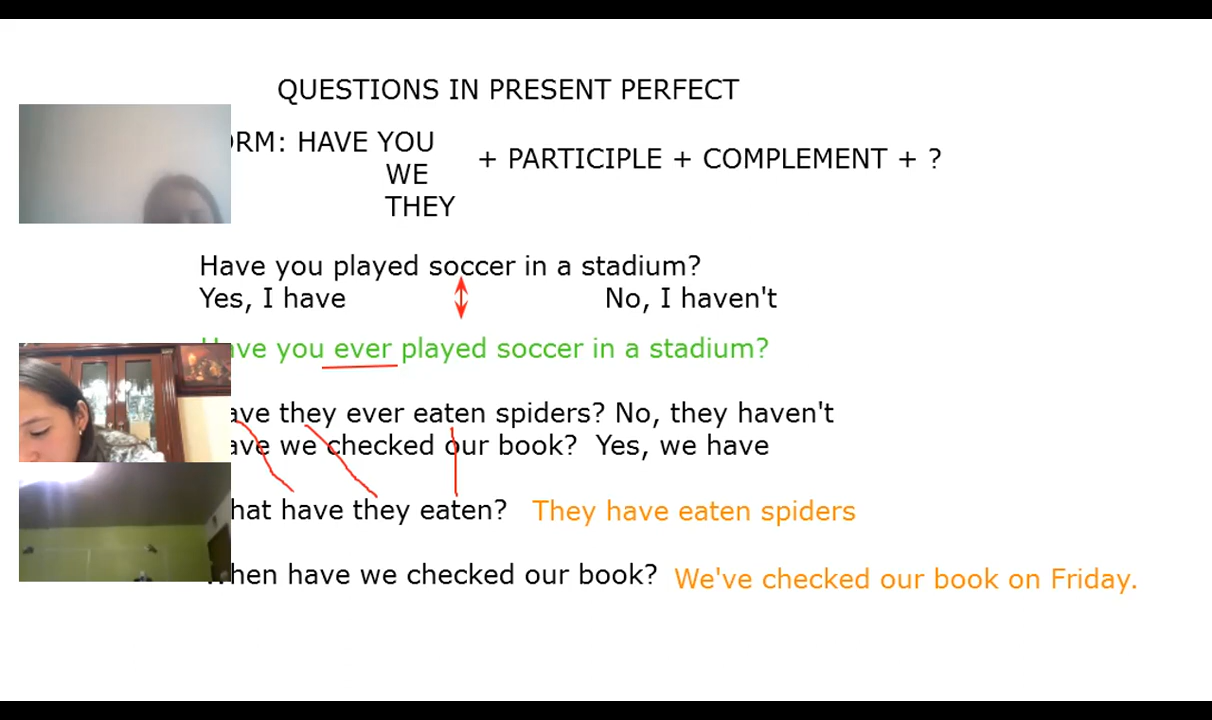 QUESTIONS IN PRESENT PERFECT
ORM: HAVE YOU
WE
THEY
+ PARTICIPLE + COMPLEMENT + ?
Have you played soccer in a stadium?
Yes, I have No, I haven't
Have you ever played soccer in a stadium?
ave they ever eaten spiders? No, they haven't
ave we checked our book? Yes, we have
hat have they eaten? They have eaten spiders
When have we checked our book? We've checked our book on Friday.